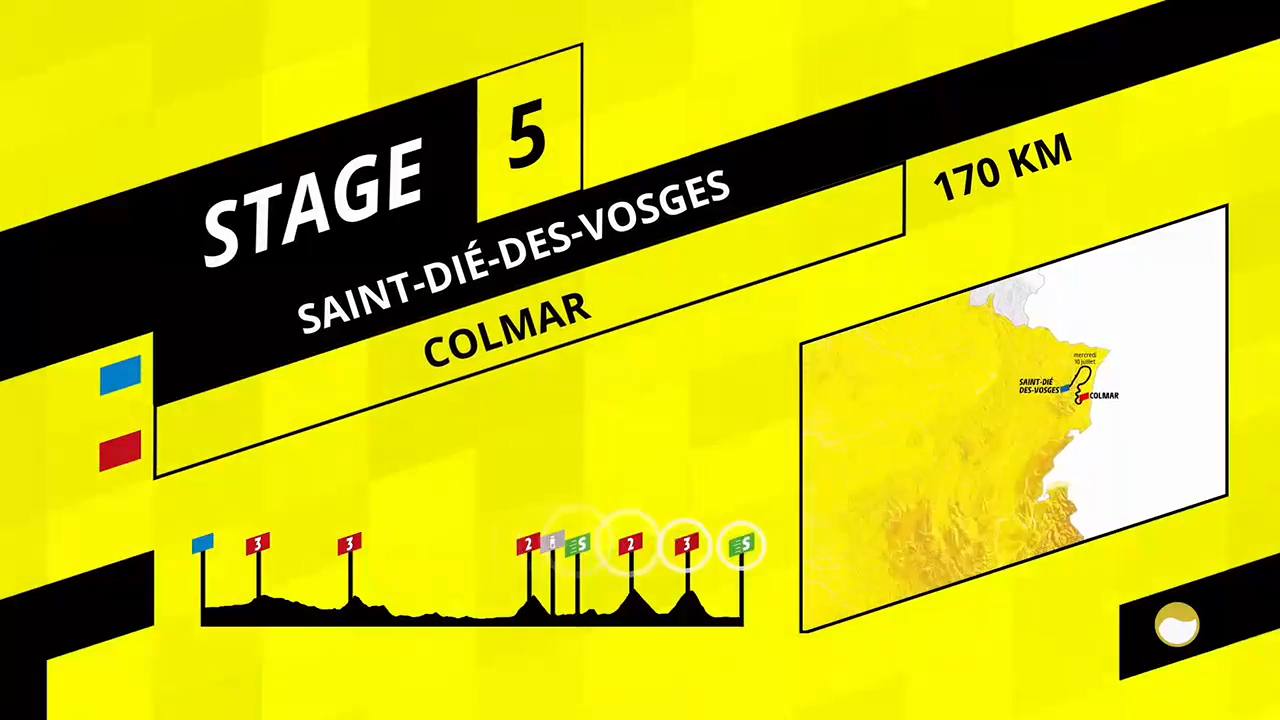 STAGE 5
SAINT-DIÉ-DES-VOSGES
COLMAR
170 KM
mercredi
10 juillet
SAINT-DIÉ
DES-VOSGES
COLMAR
3 3 2 S 2 3 S